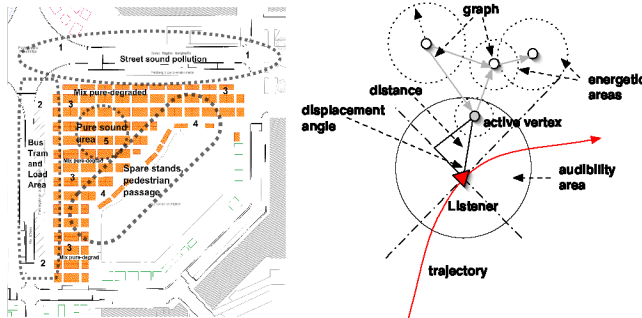 1
Street sound pollution
1
Mix pure-degraded
3
2
3
4
Pure sound
area
5
Bus
Tram
and
Load
Area
Mix pure-degrad
3
Spare stands,
pedestrian
passage
4
3
2
3
Mix pure-degrad
graph
energetic
areas
distance
displacement
angle
active vertex
audibility
area
Listener
trajectory